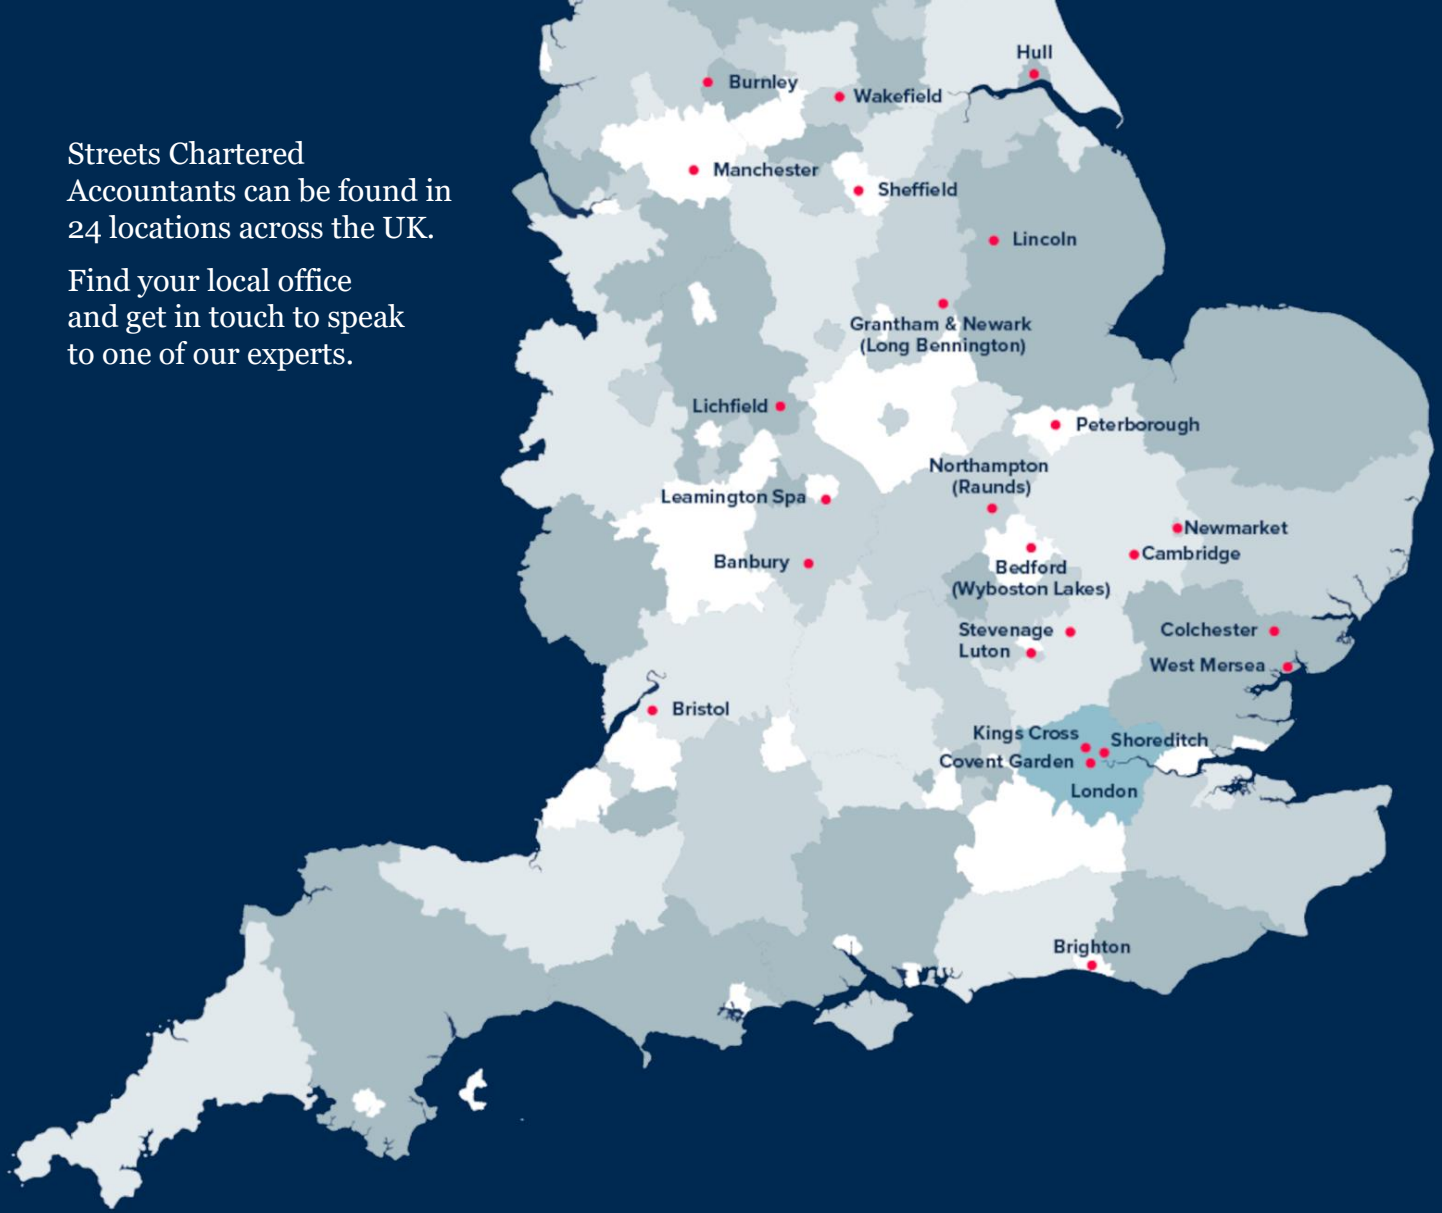 Streets Chartered
Accountants can be found in
24 locations across the UK.
Find your local office
and get in touch to speak
to one of our experts.
Hull
Burnley
Wakefield
Manchester
Sheffield
Lincoln
Grantham & Newark
(Long Bennington)
Lichfield
Peterborough
Northampton
(Raunds)
Leamington Spa
Newmarket
Cambridge
Banbury
Bedford
(Wyboston Lakes)
Stevenage
Colchester
Luton
West Mersea
Bristol
Kings Cross
Shoreditch
Covent Garden
London
Brighton